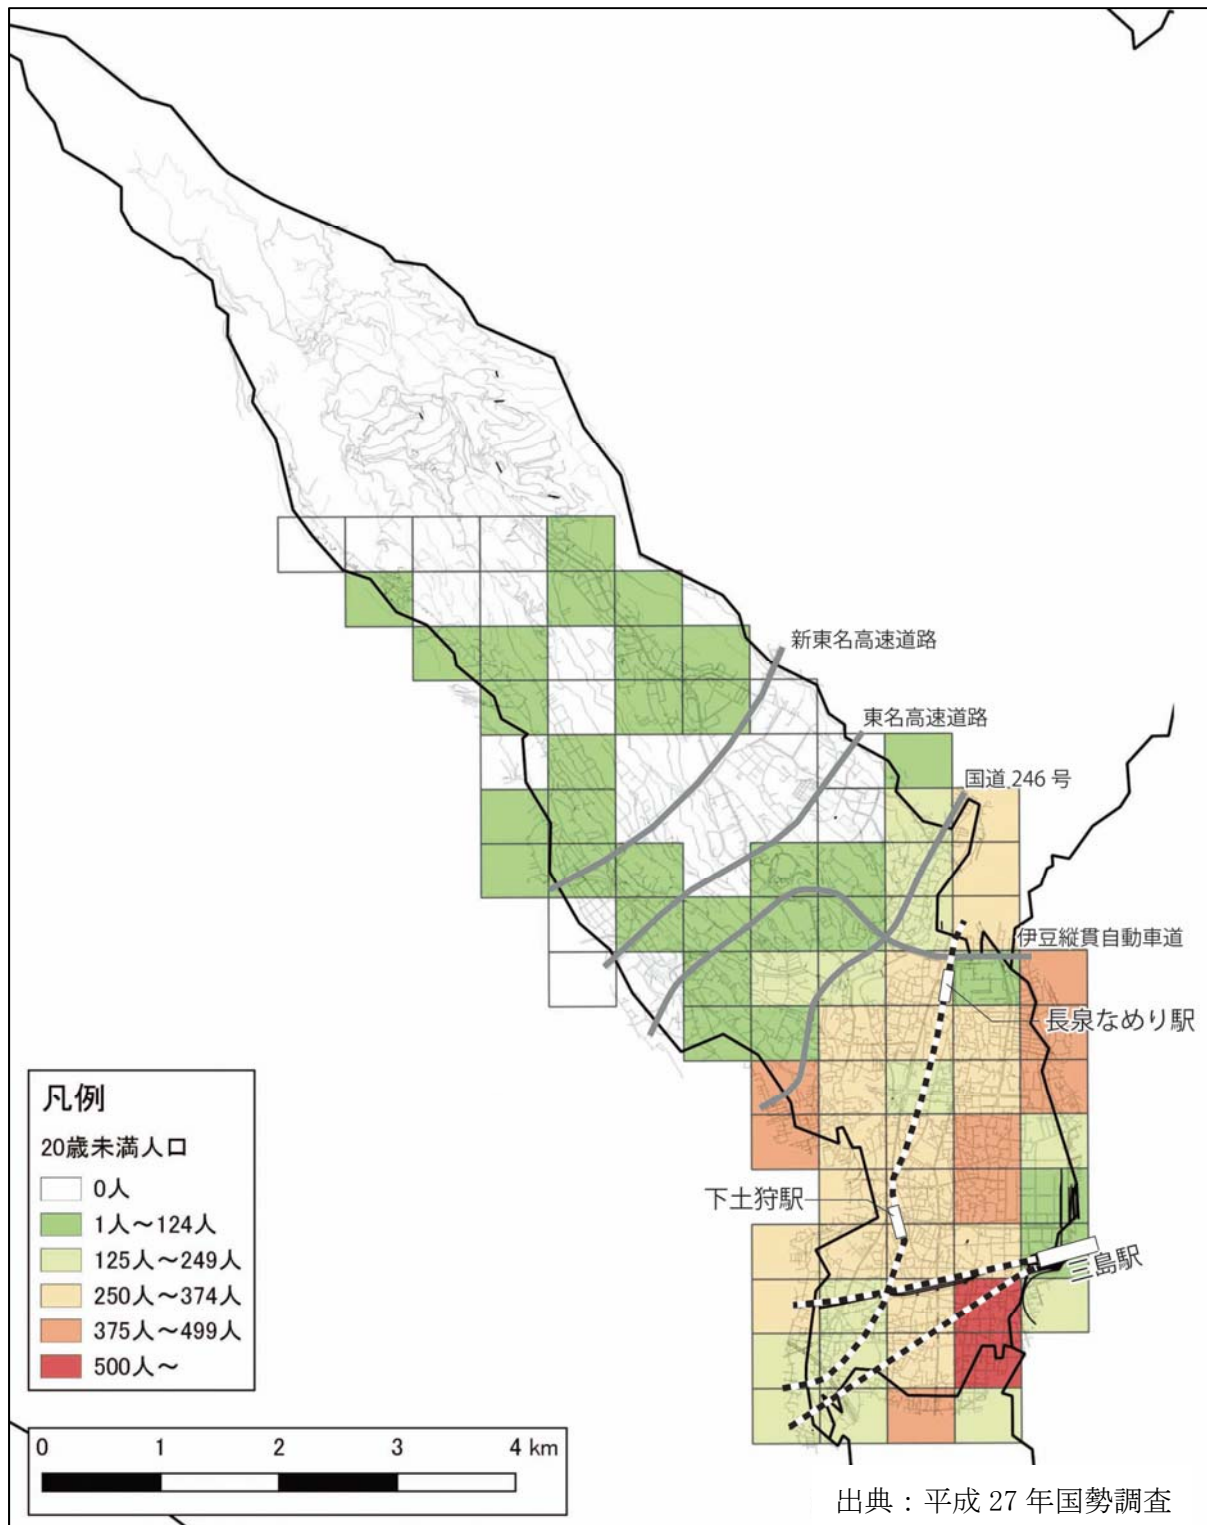 新東名高速道路
東名高速道路
国道 246 号
伊豆縦貫自動車道
長泉なめり駅
下土狩駅
三島駅
凡例
20歳未満人口
0人
1人~124人
125人~249人
250人~374人
375人~499人
500人~
0 1 2 3 4 km
出典：平成 27 年国勢調査